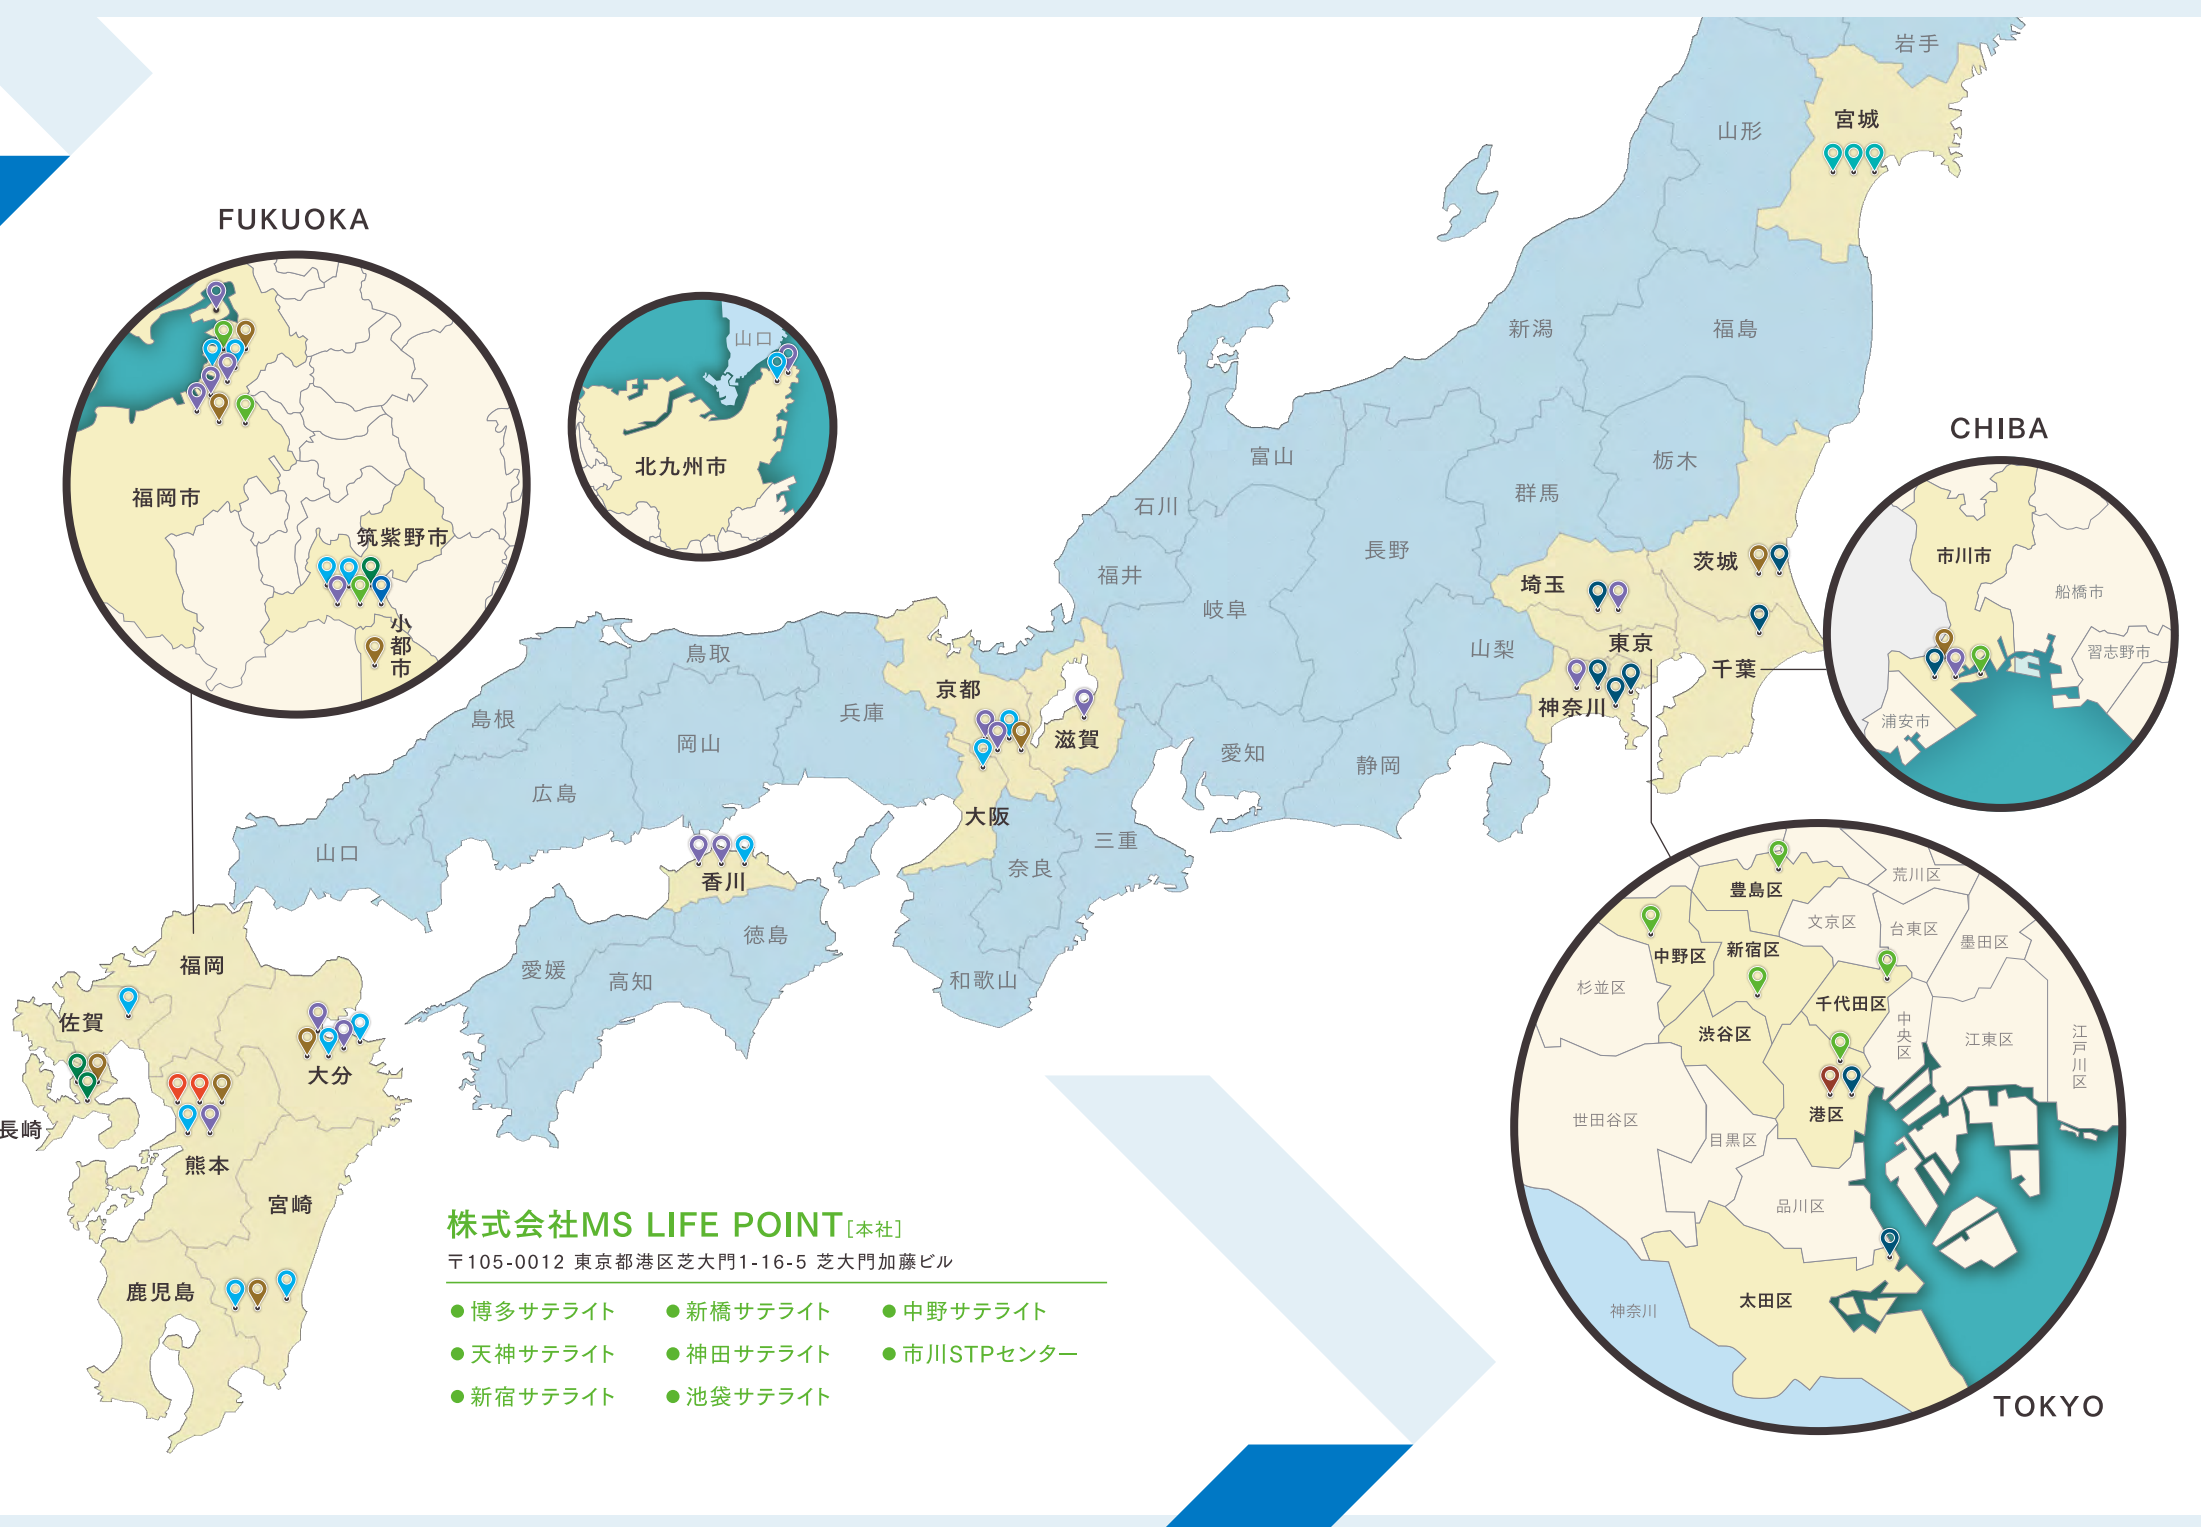 岩手
宮城
山形
FUKUOKA
新潟
福島
山口
CHIBA
富山
栃木
北九州市
石川
群馬
福岡市
筑紫野市
長野
茨城
市川市
福井
埼玉
船橋市
岐阜
小都市
東京
山梨
鳥取
習志野市
千葉
京都
神奈川
島根
兵庫
浦安市
岡山
滋賀
愛知
静岡
広島
大阪
三重
山口
奈良
香川
荒川区
豊島区
文京区
台東区
徳島
墨田区
新宿区
中野区
福岡
愛媛
高知
和歌山
杉並区
千代田区
佐賀
中央区
渋谷区
江東区
江戸川区
大分
港区
世田谷区
長崎
目黒区
熊本
宮崎
品川区
株式会社MS LIFE POINT[本社]
〒105-0012 東京都港区芝大門1-16-5 芝大門加藤ビル
鹿児島
太田区
神奈川
●博多サテライト ●新橋サテライト ●中野サテライト
●天神サテライト ●神田サテライト ●市川STPセンター
●新宿サテライト ●池袋サテライト
TOKYO